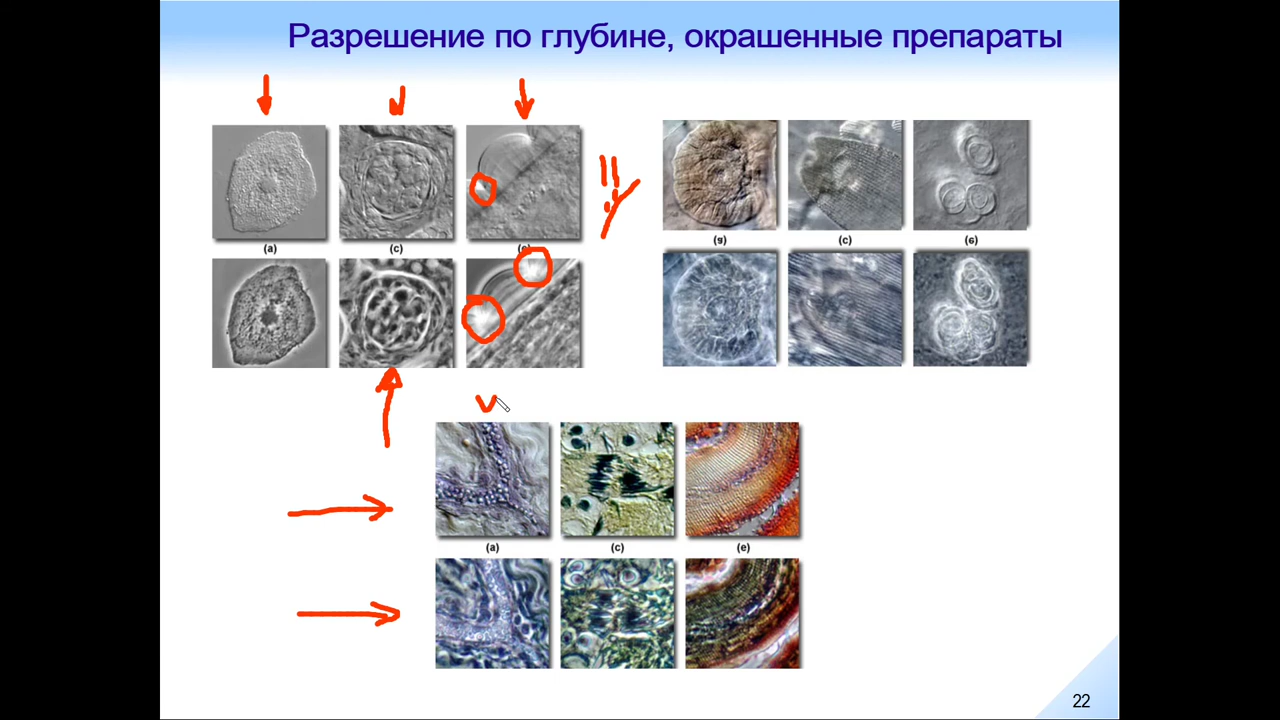 Разрешение по глубине, окрашенные препараты
(a) (c) (e)
(g) (c) (e)
(a) (c) (e)
22